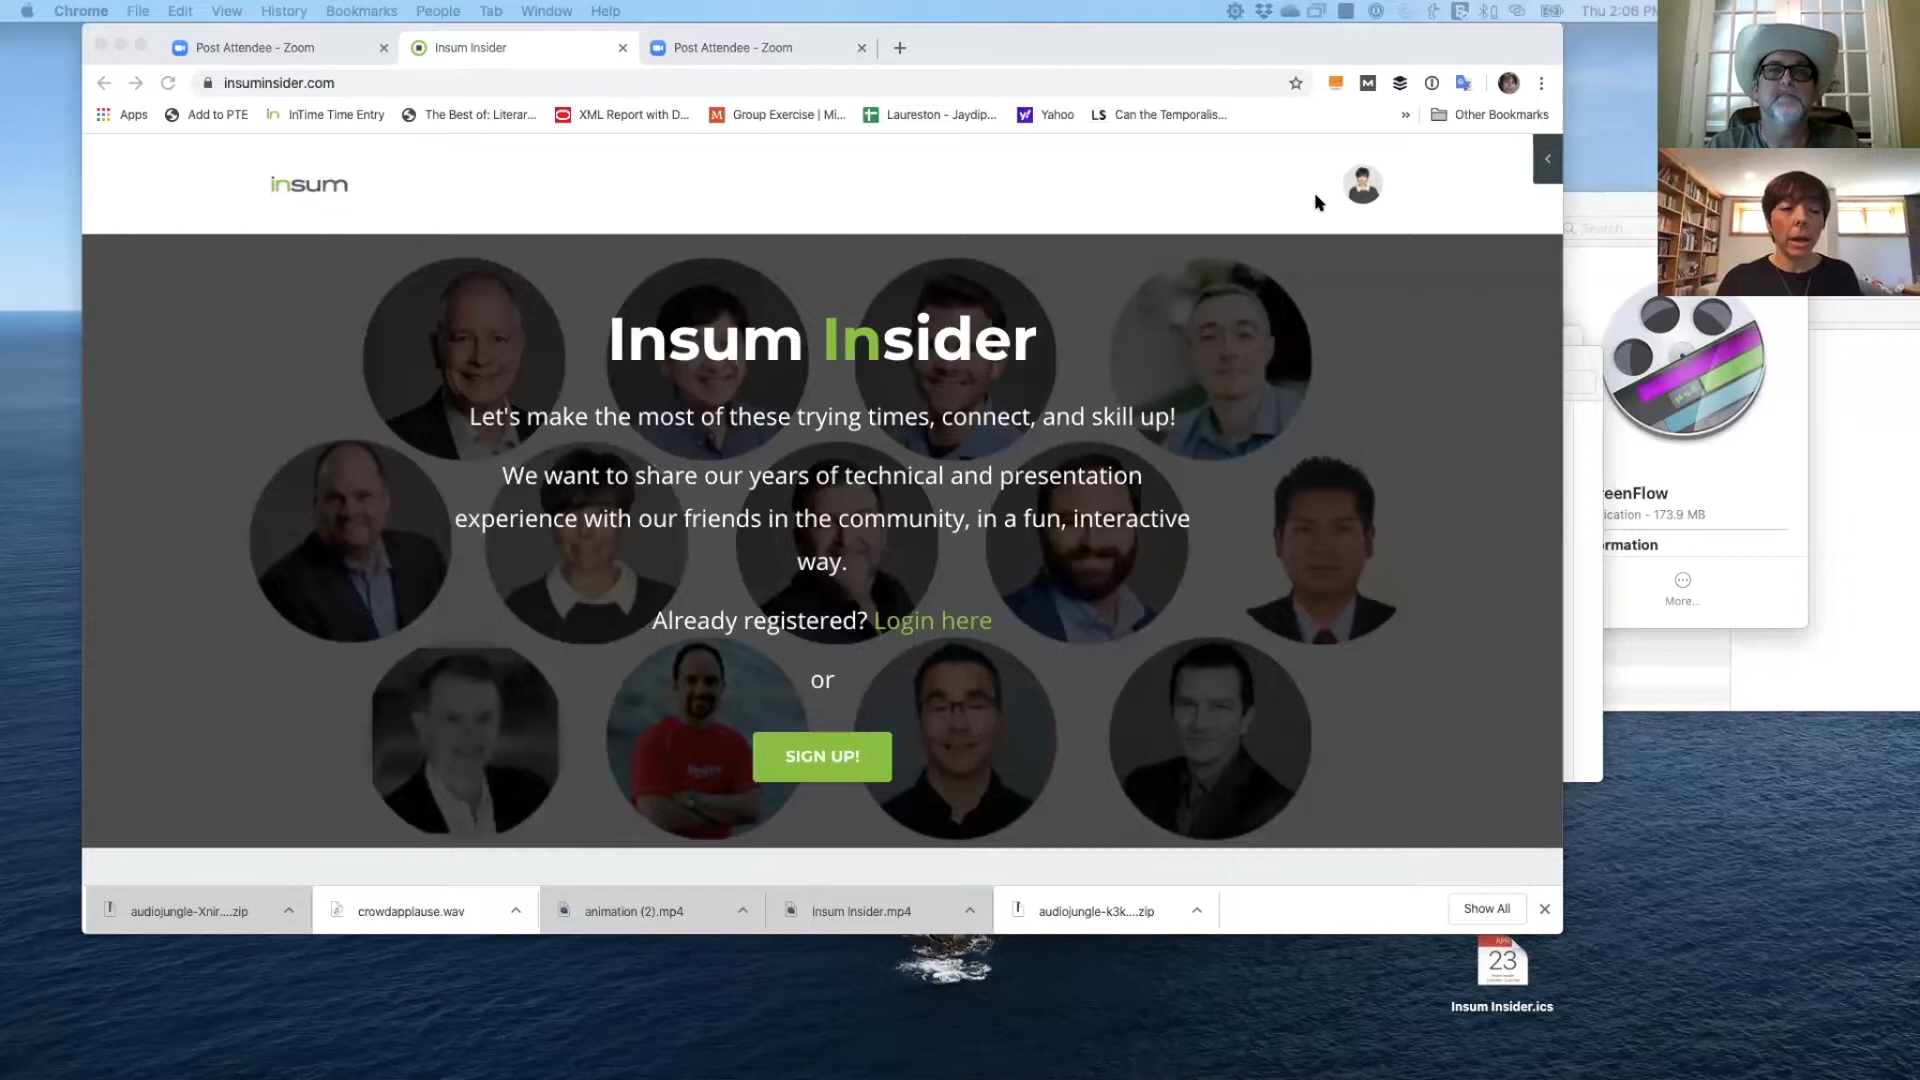 Chrome File Edit View History Bookmarks People Tab Window Help
Thu 2:06 PM
Post Attendee - Zoom
Insum Insider
Post Attendee - Zoom
insuminsider.com
Apps
Add to PTE
InTime Time Entry
The Best of: Literar...
XML Report with D...
Group Exercise | Mi...
Laureston - Jaydip...
Yahoo
LS Can the Temporalis...
»
Other Bookmarks
insum
Search
Insum Insider
Let's make the most of these trying times, connect, and skill up!
We want to share our years of technical and presentation
experience with our friends in the community, in a fun, interactive
way.
Already registered? Login here
or
SIGN UP!
eenFlow
ication - 173.9 MB
rmation
More...
audiojungle-Xnir....zip
crowdapplause.wav
animation (2).mp4
Insum Insider.mp4
audiojungle-k3k....zip
Show All
APR
23
Insum Insider.ics